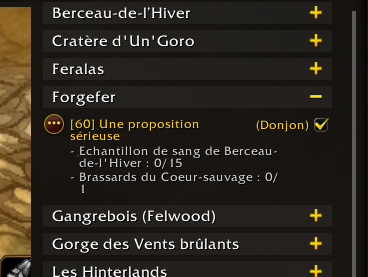 Berceau-de-l'Hiver
Cratère d'Un'Goro
Feralas
Forgefer
[60] Une proposition (Donjon)
sérieuse
- Echantillon de sang de Berceau-
de-l'Hiver : 0/15
- Brassards du Coeur-sauvage : 0/
1
Gangrebois (Felwood)
Gorge des Vents brûlants
Les Hinterlands